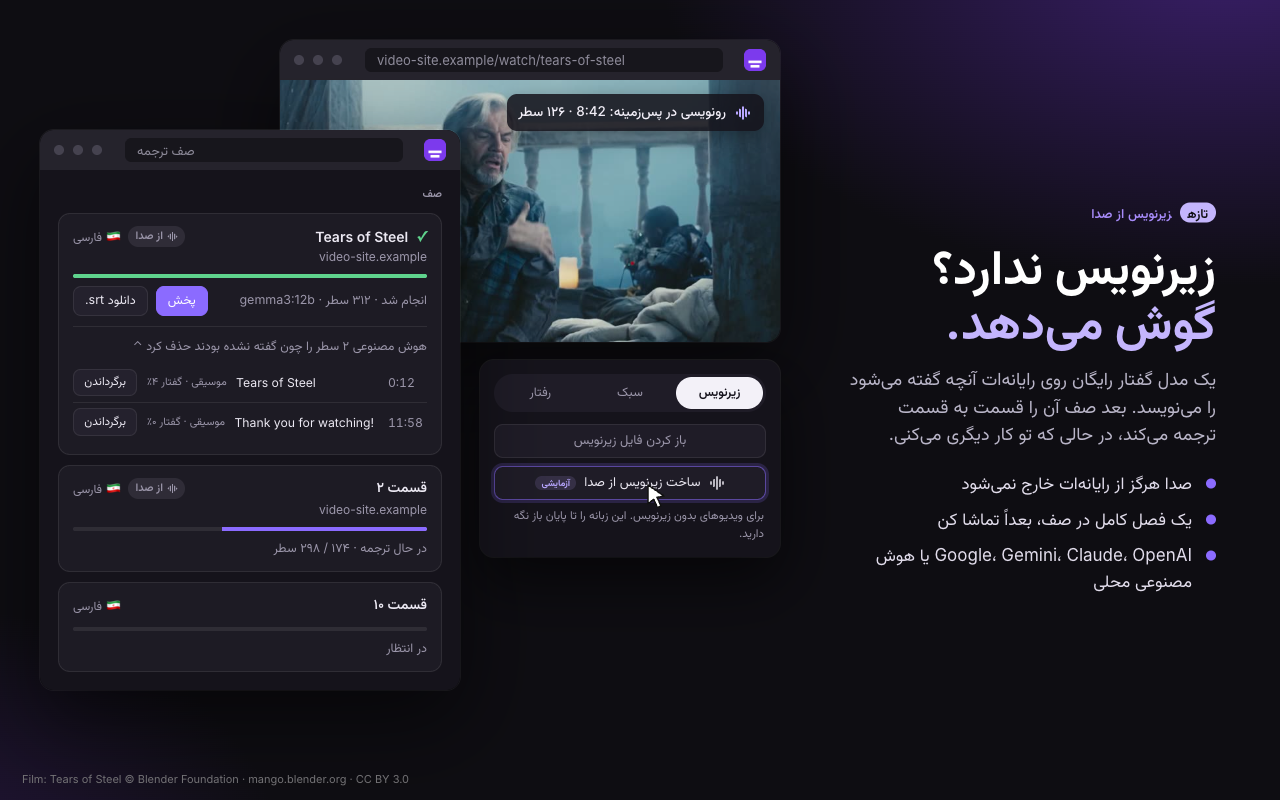 تازه
زیرنویس از صدا
زیرنویس ندارد؟
گوش می‌دهد.
یک مدل گفتار رایگان روی رایانه‌ات آنچه گفته می‌شود
را می‌نویسد. بعد صف آن را قسمت به قسمت
ترجمه می‌کند، در حالی که تو کار دیگری می‌کنی.
صدا هرگز از رایانه‌ات خارج نمی‌شود
یک فصل کامل در صف، بعداً تماشا کن
Google، Gemini، Claude، OpenAI یا هوش
مصنوعی محلی
video-site.example/watch/tears-of-steel
رونویسی در پس‌زمینه: 8:42 · ۱۲۶ سطر
زیرنویس
سبک
رفتار
باز کردن فایل زیرنویس
ساخت زیرنویس از صدا
آزمایشی
برای ویدیوهای بدون زیرنویس. این زبانه را تا پایان باز نگه
دارید.
صف ترجمه
صف
✓ Tears of Steel
از صدا
🇮🇷 فارسی
video-site.example
انجام شد · ۳۱۲ سطر · gemma3:12b
پخش
دانلود srt.
هوش مصنوعی ۲ سطر را چون گفته نشده بودند حذف کرد ^
0:12
Tears of Steel
موسیقی · گفتار ۴٪
برگرداندن
11:58
Thank you for watching!
موسیقی · گفتار ۰٪
برگرداندن
قسمت ۲
از صدا
🇮🇷 فارسی
video-site.example
در حال ترجمه · ۱۷۴ / ۲۹۸ سطر
قسمت ۱۰
🇮🇷 فارسی
در انتظار
Film: Tears of Steel © Blender Foundation · mango.blender.org · CC BY 3.0